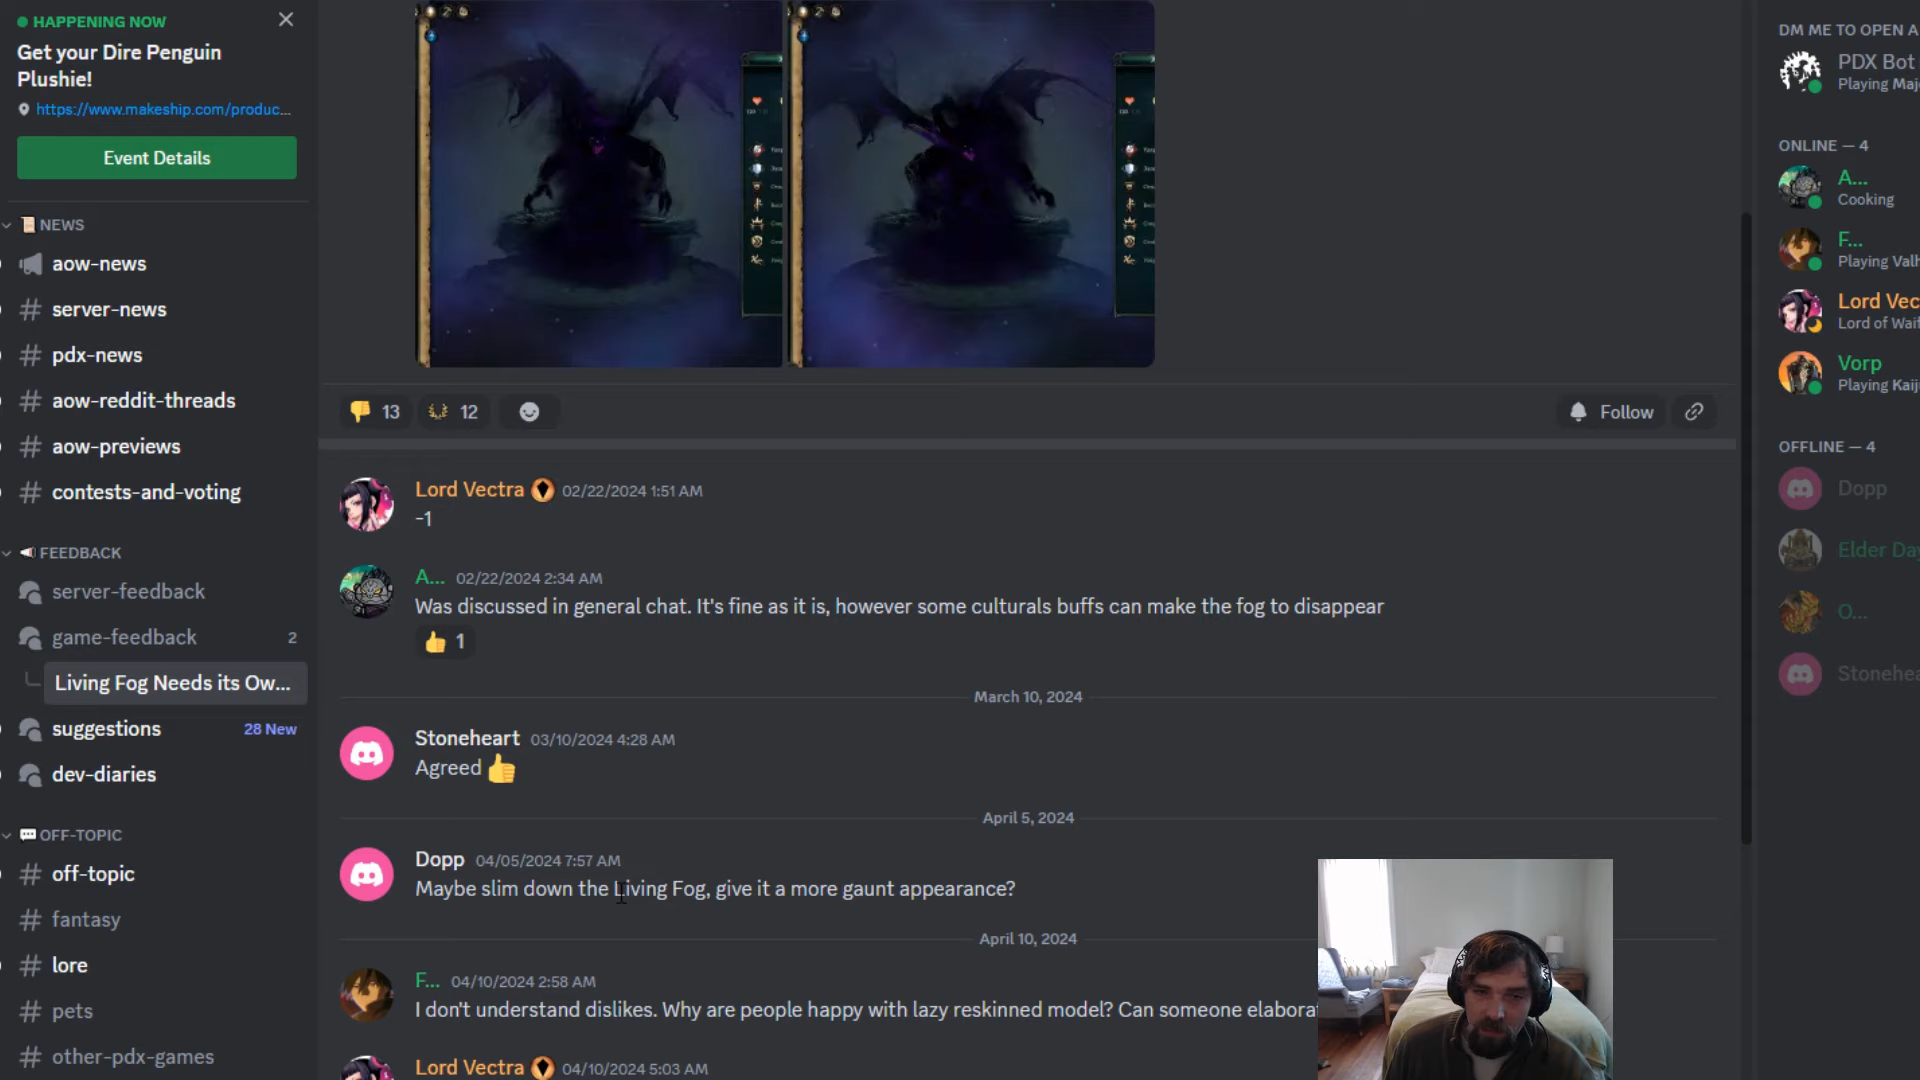 HAPPENING NOW
Get your Dire Penguin
Plushie!
https://www.makeship.com/produc...
Event Details
NEWS
aow-news
server-news
pdx-news
aow-reddit-threads
aow-previews
contests-and-voting
FEEDBACK
server-feedback
game-feedback 2
Living Fog Needs its Ow...
suggestions 28 New
dev-diaries
OFF-TOPIC
off-topic
fantasy
lore
pets
other-pdx-games
13 12
Follow
Lord Vectra 02/22/2024 1:51 AM
-1
A... 02/22/2024 2:34 AM
Was discussed in general chat. It's fine as it is, however some culturals buffs can make the fog to disappear
1
March 10, 2024
Stoneheart 03/10/2024 4:28 AM
Agreed
April 5, 2024
Dopp 04/05/2024 7:57 AM
Maybe slim down the Living Fog, give it a more gaunt appearance?
April 10, 2024
F... 04/10/2024 2:58 AM
I don't understand dislikes. Why are people happy with lazy reskinned model? Can someone elabora
Lord Vectra 04/10/2024 5:03 AM
DM ME TO OPEN A
PDX Bot
Playing Maj
ONLINE — 4
A...
Cooking
F...
Playing Valh
Lord Vec
Lord of Waif
Vorp
Playing Kaij
OFFLINE — 4
Dopp
Elder Da
O...
Stonehea